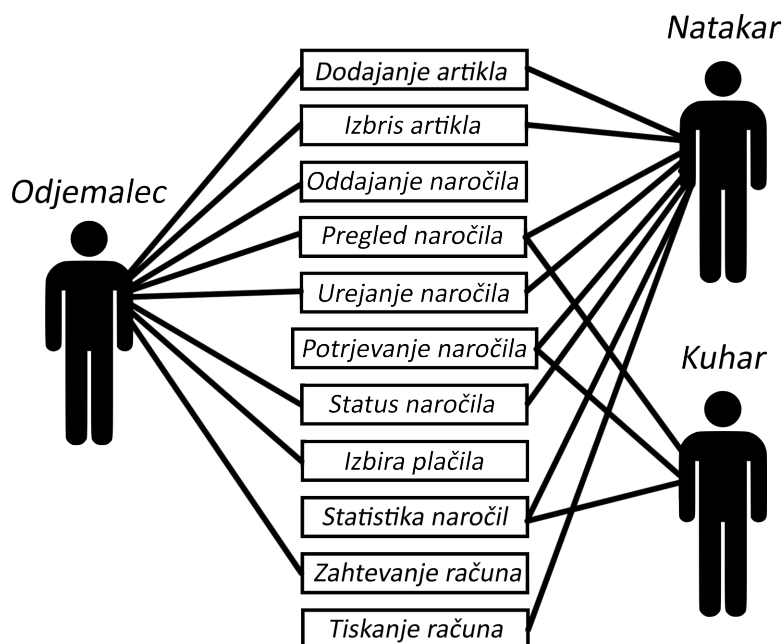 Natakar
Dodajanje artikla
Izbris artikla
Oddajanje naročila
Odjemalec
Pregled naročila
Urejanje naročila
Potrjevanje naročila
Kuhar
Status naročila
Izbira plačila
Statistika naročil
Zahtevanje računa
Tiskanje računa